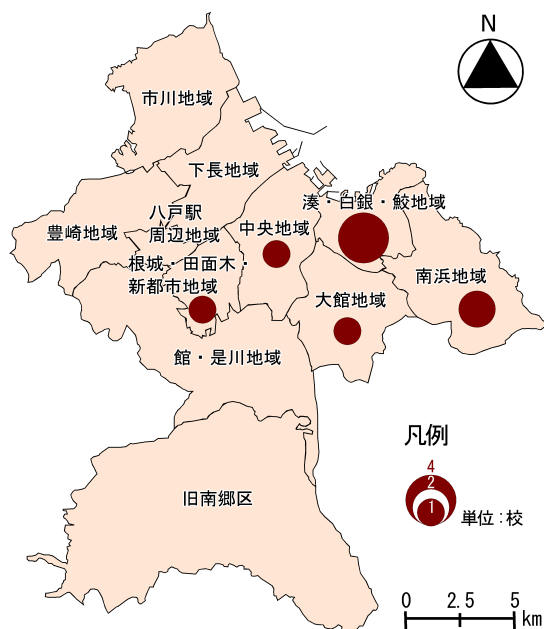 N
市川地域
下長地域
八戸駅
周辺地域
湊・白銀・鮫地域
豊崎地域
中央地域
根城・田面木・
新都市地域
南浜地域
大館地域
館・是川地域
凡例
4
2
1
単位:校
旧南郷区
0 2.5 5
km